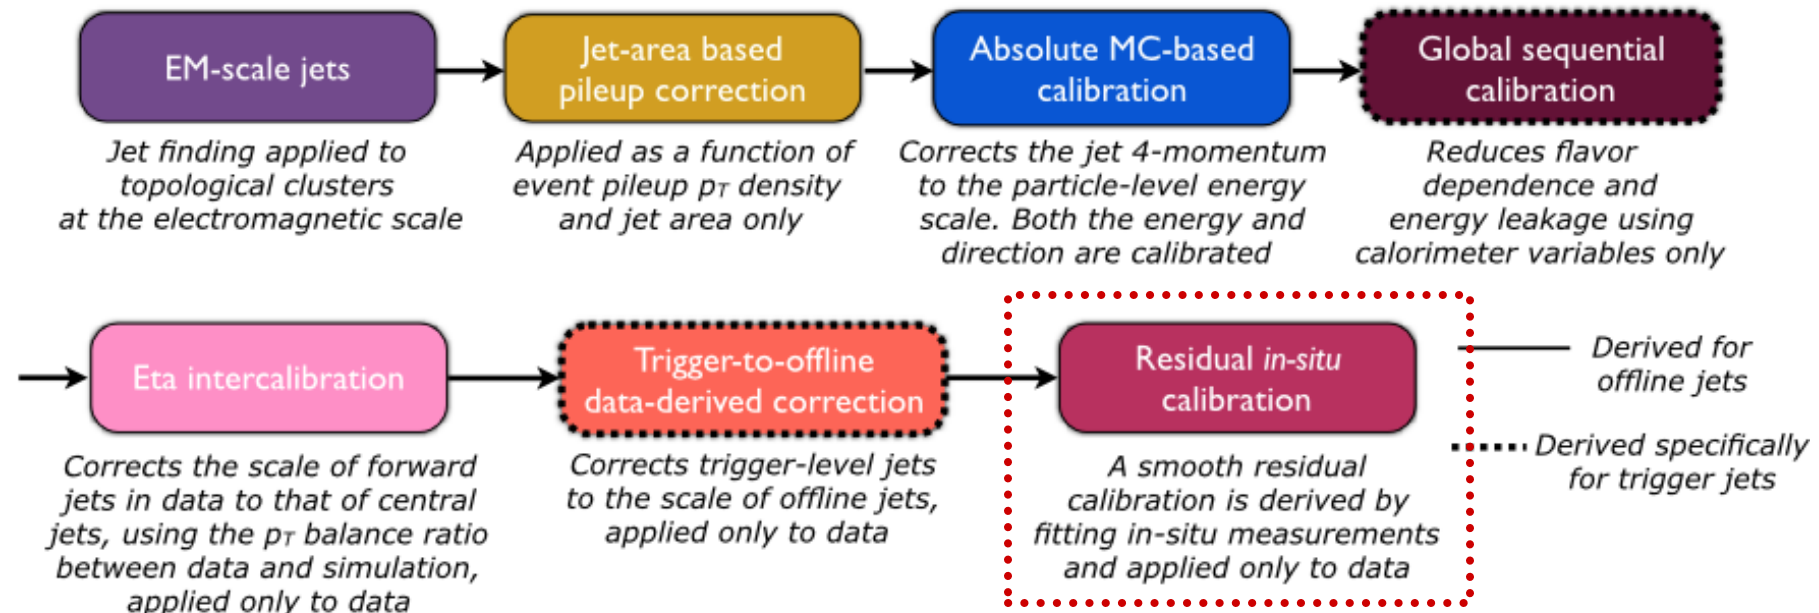 EM-scale jets
Jet finding applied to
topological clusters
at the electromagnetic scale
Jet-area based
pileup correction
Applied as a function of
event pileup pT density
and jet area only
Absolute MC-based
calibration
Corrects the jet 4-momentum
to the particle-level energy
scale. Both the energy and
direction are calibrated
Global sequential
calibration
Reduces flavor
dependence and
energy leakage using
calorimeter variables only
Eta intercalibration
Corrects the scale of forward
jets in data to that of central
jets, using the pT balance ratio
between data and simulation,
applied only to data
Trigger-to-offline
data-derived correction
Corrects trigger-level jets
to the scale of offline jets,
applied only to data
Residual in-situ
calibration
A smooth residual
calibration is derived by
fitting in-situ measurements
and applied only to data
Derived for
offline jets
Derived specifically
for trigger jets